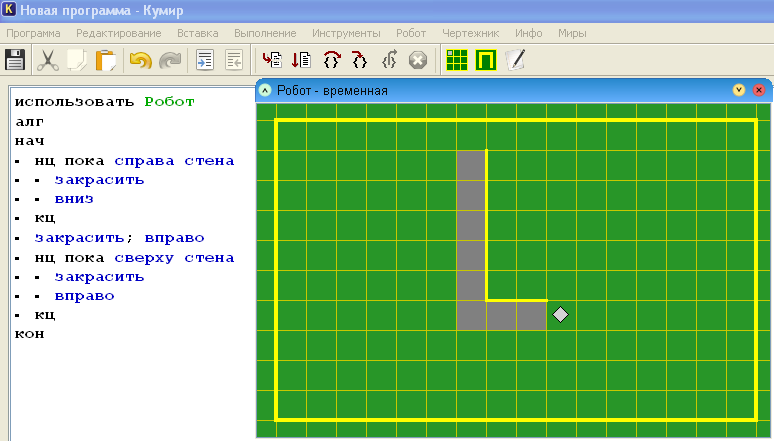 Новая программа - Кумир
Программа Редактирование Вставка Выполнение Инструменты Робот Чертежник Инфо Миры
Робот - временная
использовать Робот
алг
нач
▪ нц пока справа стена
▪ ▪ закрасить
▪ ▪ вниз
▪ кц
▪ закрасить; вправо
▪ нц пока сверху стена
▪ ▪ закрасить
▪ ▪ вправо
▪ кц
кон